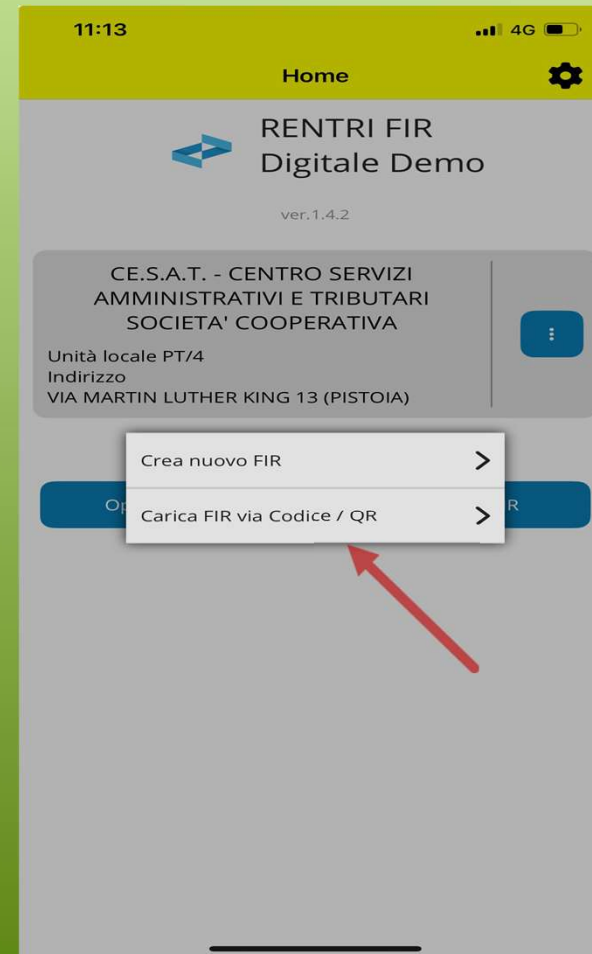 11:13
4G
Home
RENTRI FIR
Digitale Demo
ver.1.4.2
CE.S.A.T. - CENTRO SERVIZI
AMMINISTRATIVI E TRIBUTARI
SOCIETA' COOPERATIVA
Unità locale PT/4
Indirizzo
VIA MARTIN LUTHER KING 13 (PISTOIA)
Crea nuovo FIR
Carica FIR via Codice / QR